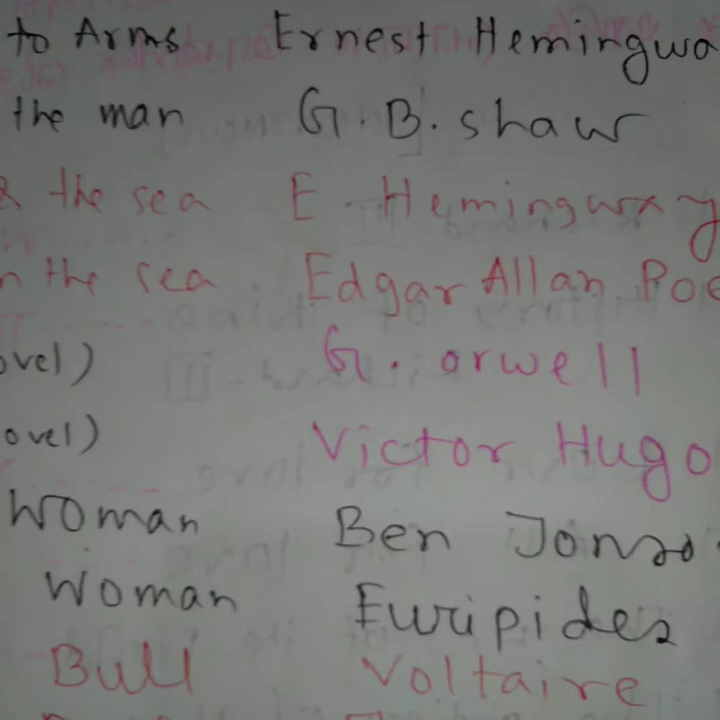 to Arms Ernest Hemingwa
the man G. B. shaw
& the sea E. Hemingway
n the sea Edgar Allan Poe
ovel) G. orwell
ovel) Victor Hugo
Woman Ben Jonso
Woman Euripides
Bull Voltaire